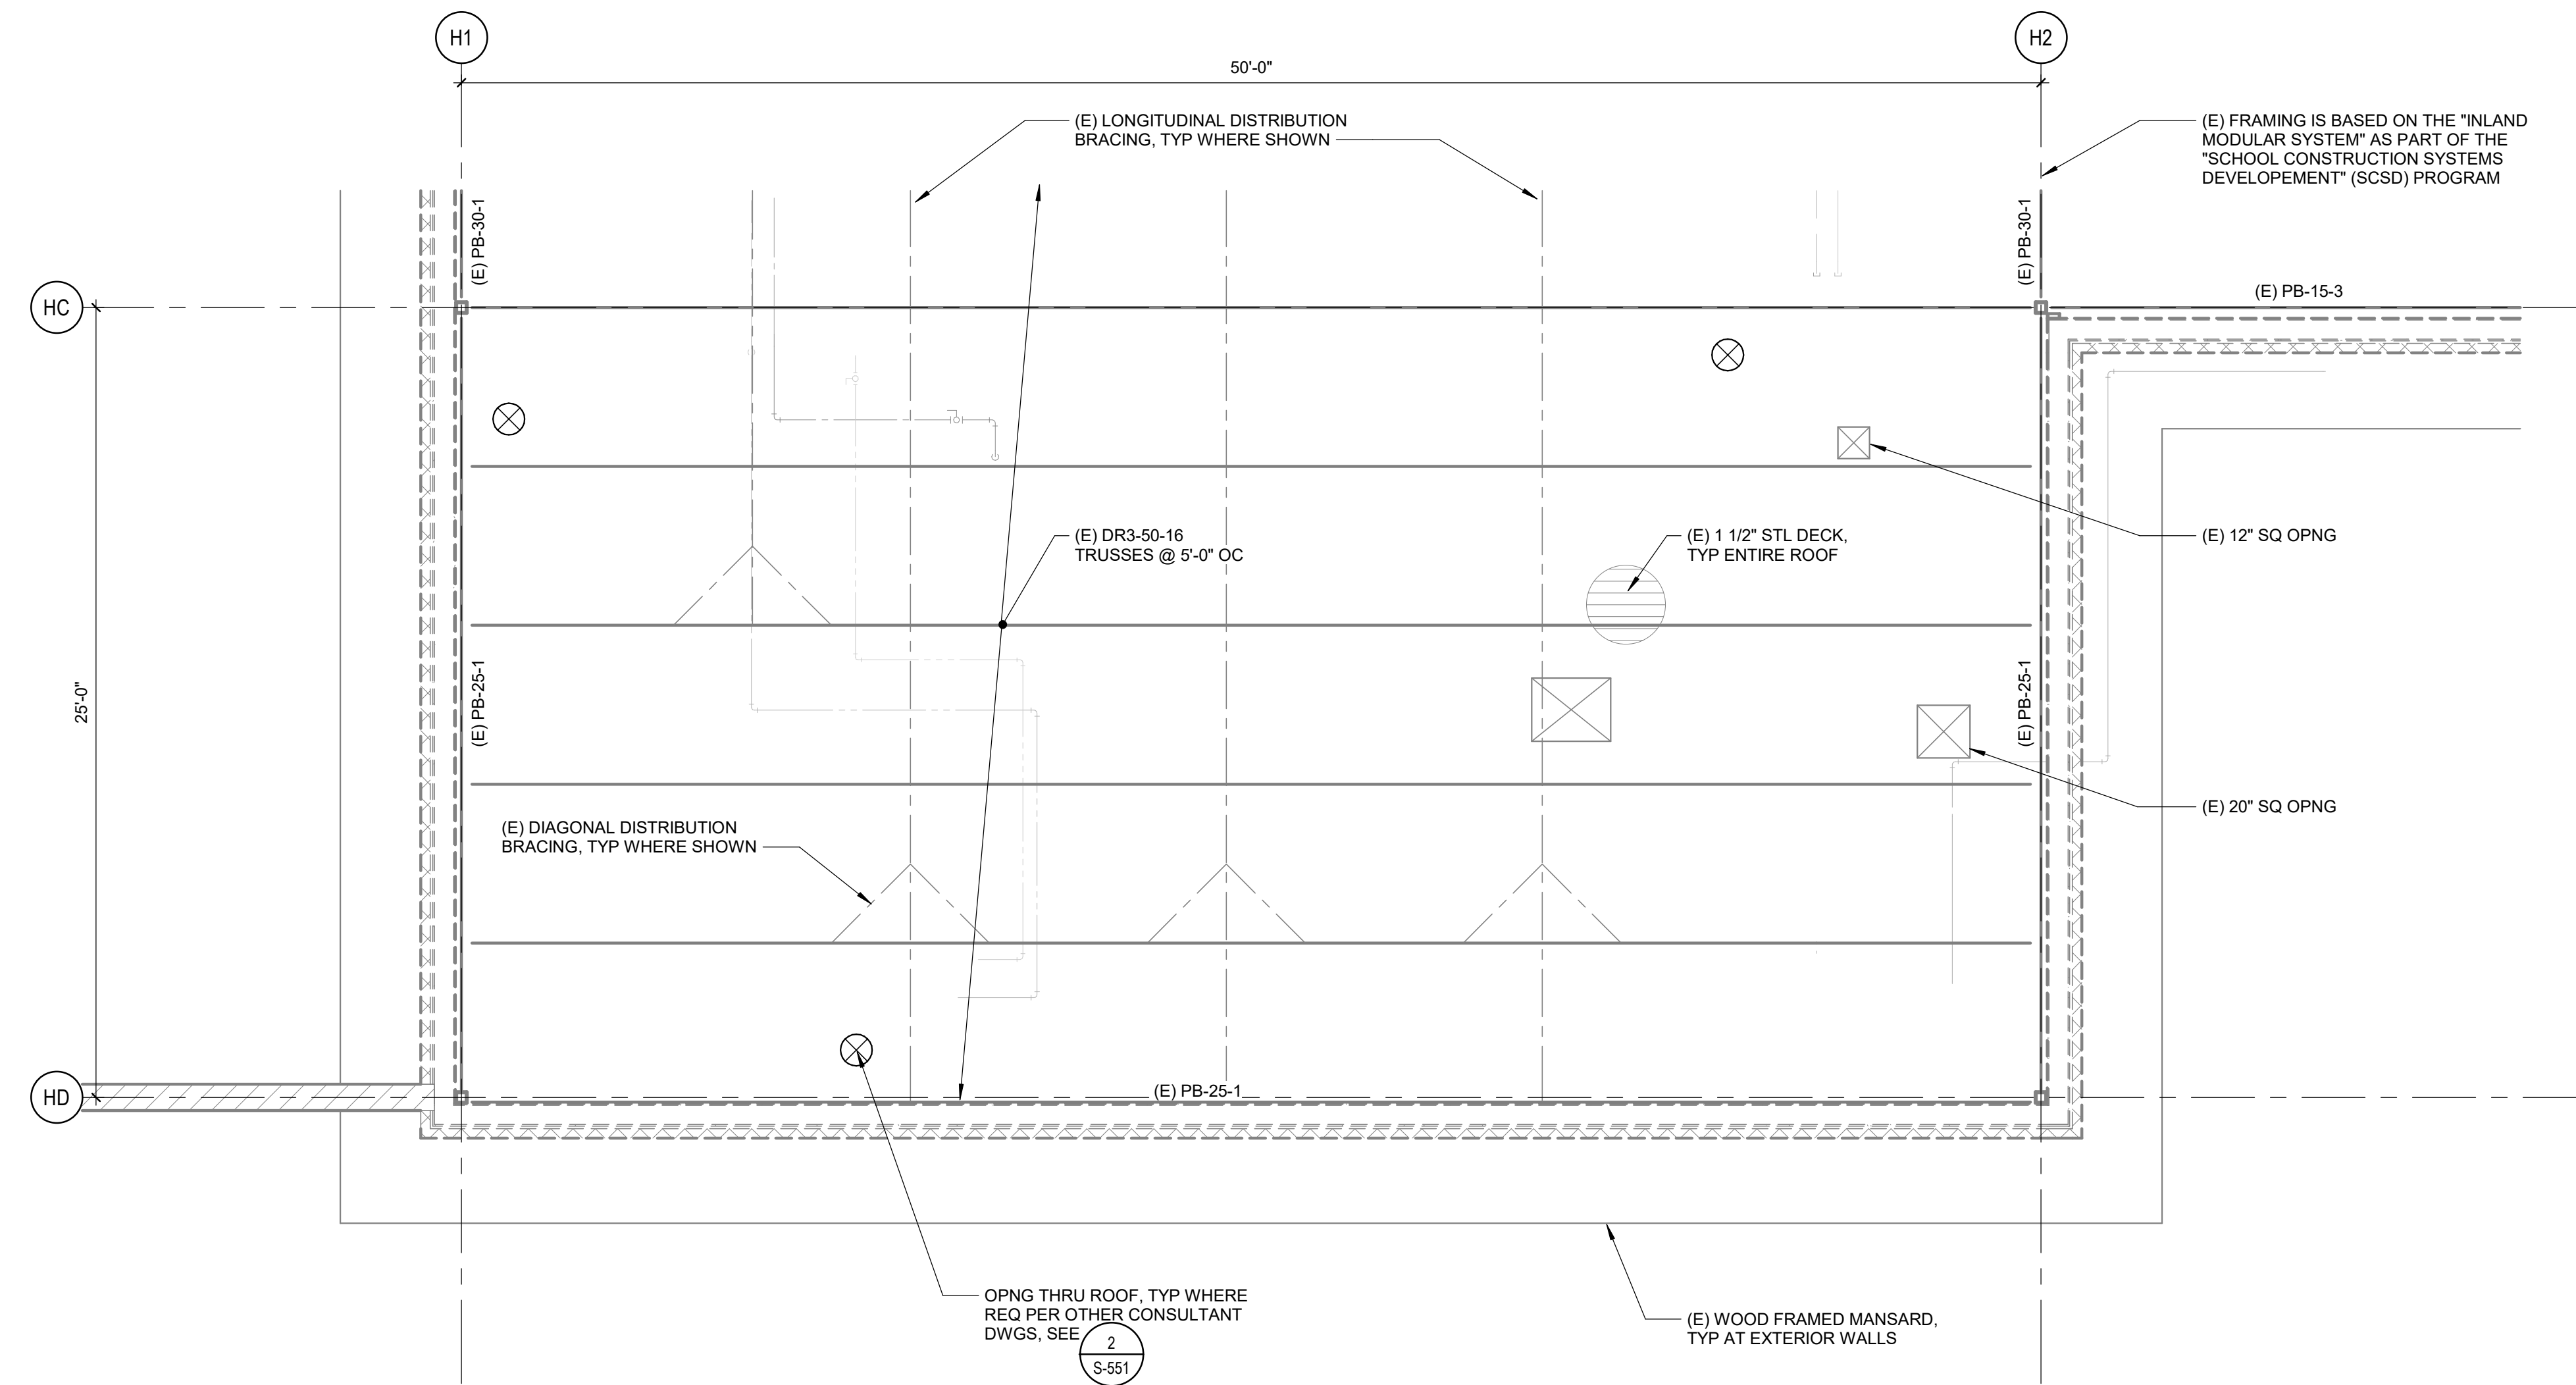 H1
H2
50'-0"
(E) LONGITUDINAL DISTRIBUTION
BRACING, TYP WHERE SHOWN
(E) FRAMING IS BASED ON THE "INLAND
MODULAR SYSTEM" AS PART OF THE
"SCHOOL CONSTRUCTION SYSTEMS
DEVELOPEMENT" (SCSD) PROGRAM
(E) PB-30-1
(E) PB-30-1
HC
(E) PB-15-3
(E) DR3-50-16
TRUSSES @ 5'-0" OC
(E) 1 1/2" STL DECK,
TYP ENTIRE ROOF
(E) 12" SQ OPNG
25'-0"
(E) PB-25-1
(E) PB-25-1
(E) 20" SQ OPNG
(E) DIAGONAL DISTRIBUTION
BRACING, TYP WHERE SHOWN
HD
(E) PB-25-1
OPNG THRU ROOF, TYP WHERE
REQ PER OTHER CONSULTANT
DWGS, SEE
2
S-551
(E) WOOD FRAMED MANSARD,
TYP AT EXTERIOR WALLS